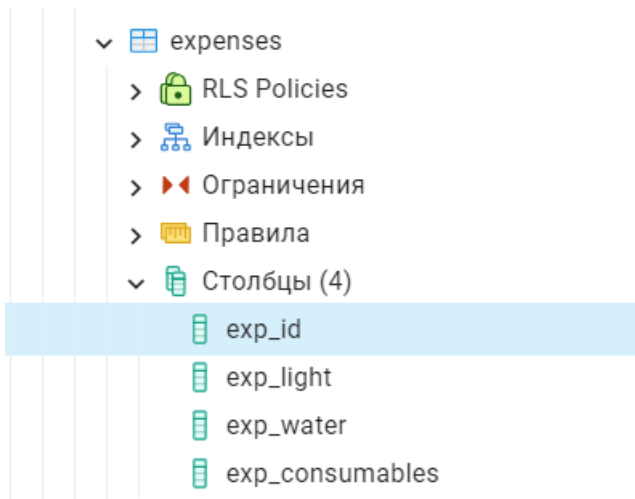 expenses
RLS Policies
Индексы
Ограничения
Правила
Столбцы (4)
exp_id
exp_light
exp_water
exp_consumables